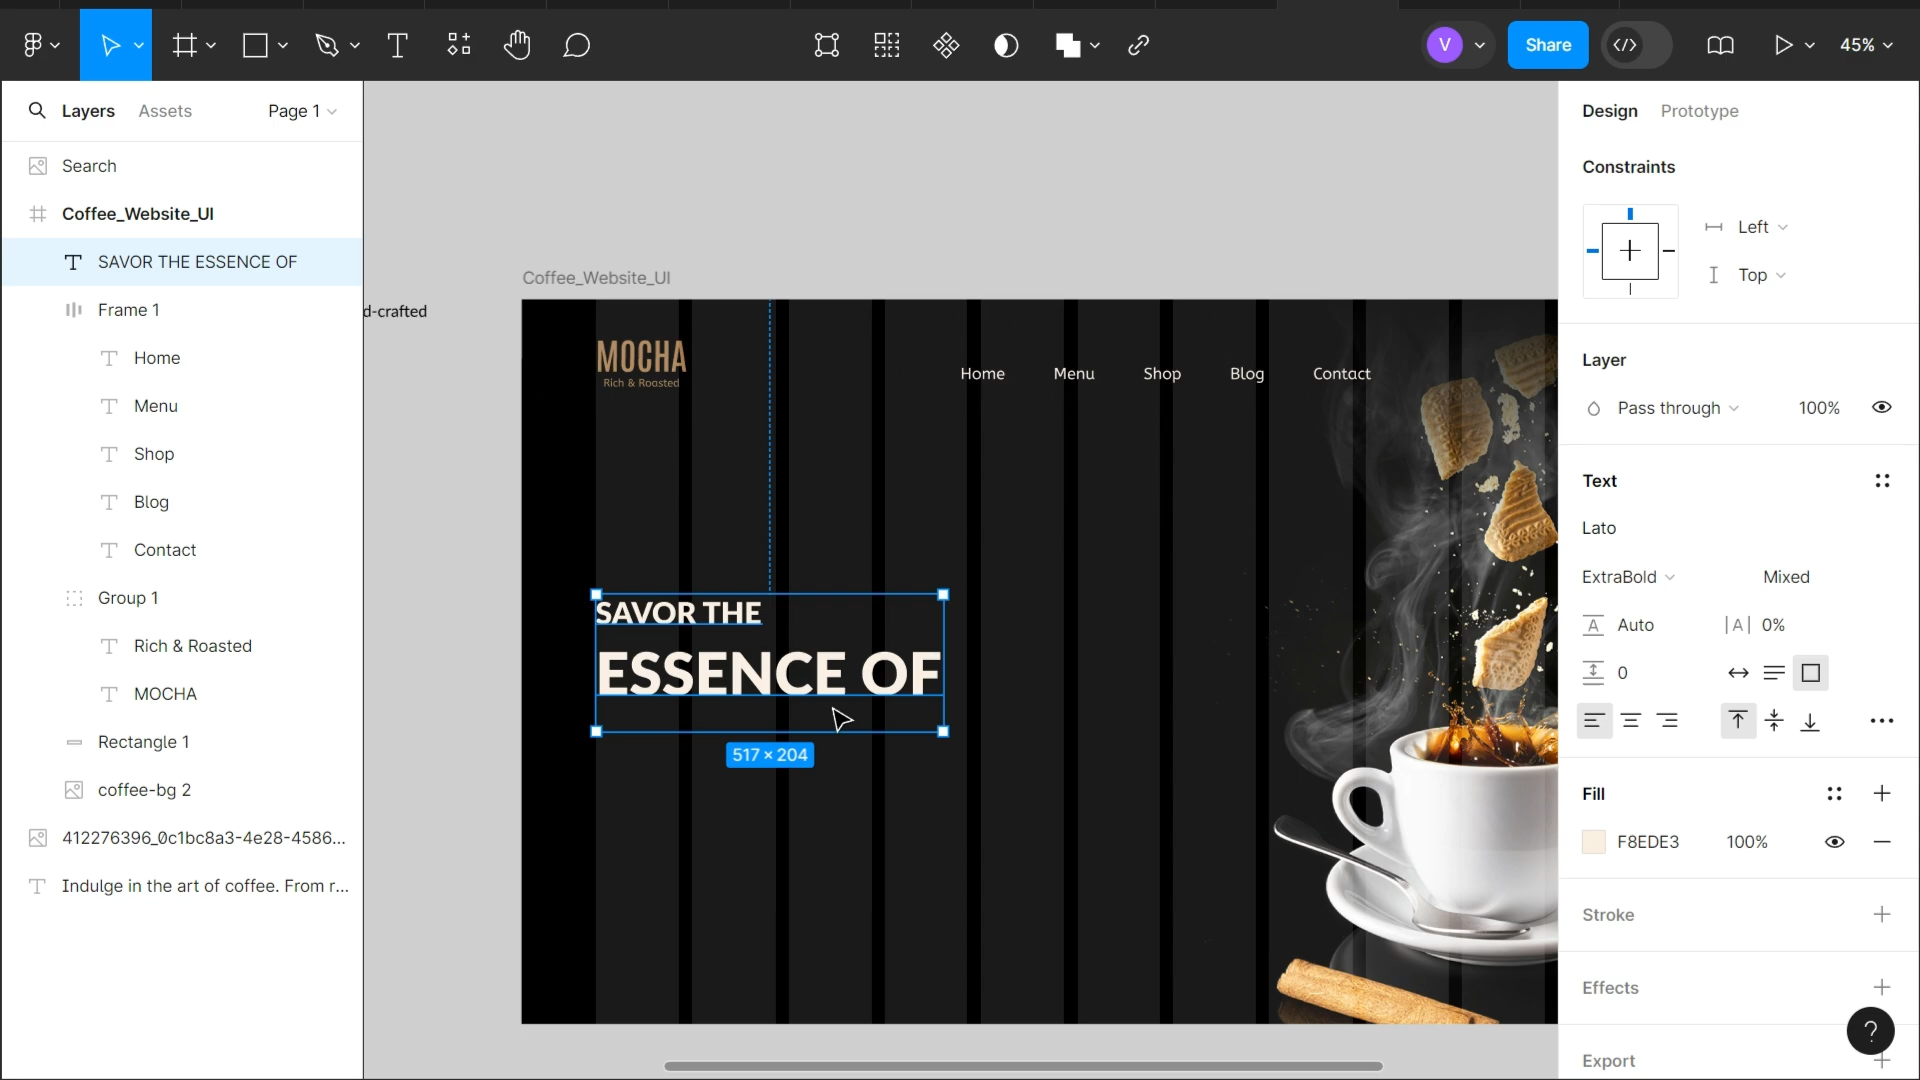 V
Share
45%
Layers
Assets
Page 1
Search
Coffee_Website_UI
SAVOR THE ESSENCE OF
Frame 1
Home
Menu
Shop
Blog
Contact
Group 1
Rich & Roasted
MOCHA
Rectangle 1
coffee-bg 2
412276396_0c1bc8a3-4e28-4586...
Indulge in the art of coffee. From r...
d-crafted
Coffee_Website_UI
MOCHA
Rich & Roasted
Home
Menu
Shop
Blog
Contact
SAVOR THE
ESSENCE OF
517 × 204
Design
Prototype
Constraints
Left
Top
Layer
Pass through
100%
Text
Lato
ExtraBold
Mixed
Auto
|A| 0%
0
Fill
F8EDE3
100%
Stroke
Effects
Export
?